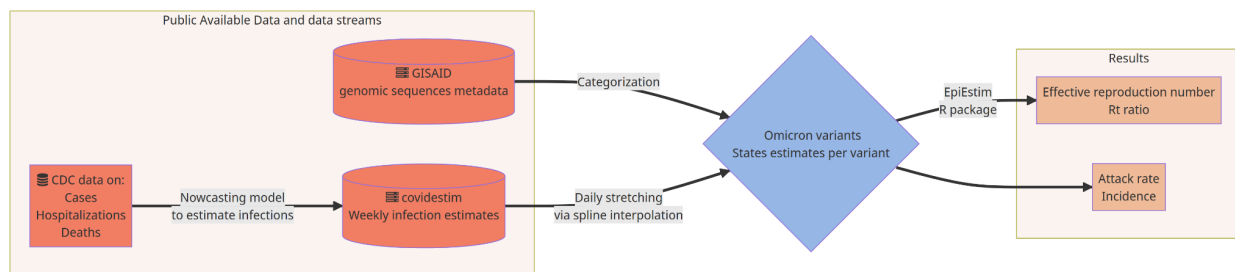 Public Available Data and data streams
GISAID
genomic sequences metadata
Categorization
CDC data on:
Cases
Hospitalizations
Deaths
Nowcasting model
to estimate infections
covidestim
Weekly infection estimates
Daily stretching
via spline interpolation
Omicron variants
States estimates per variant
EpiEstim
R package
Results
Effective reproduction number
Rt ratio
Attack rate
Incidence